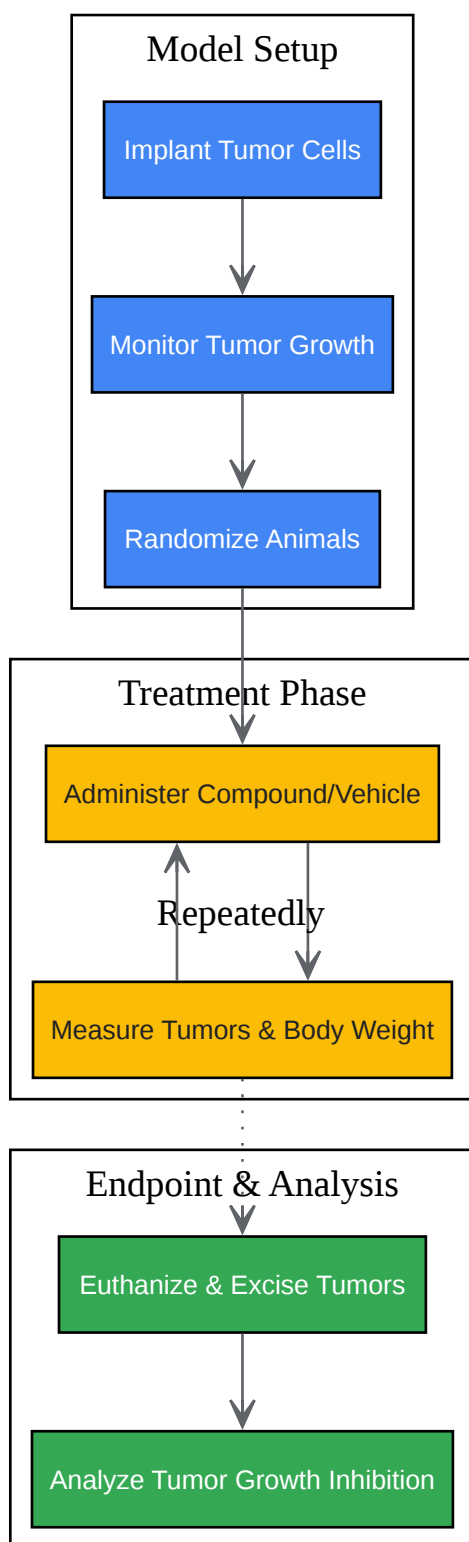 Model Setup
Implant Tumor Cells
Monitor Tumor Growth
Randomize Animals
Treatment Phase
Administer Compound/Vehicle
Repeatedly
Measure Tumors & Body Weight
Endpoint & Analysis
Euthanize & Excise Tumors
Analyze Tumor Growth Inhibition